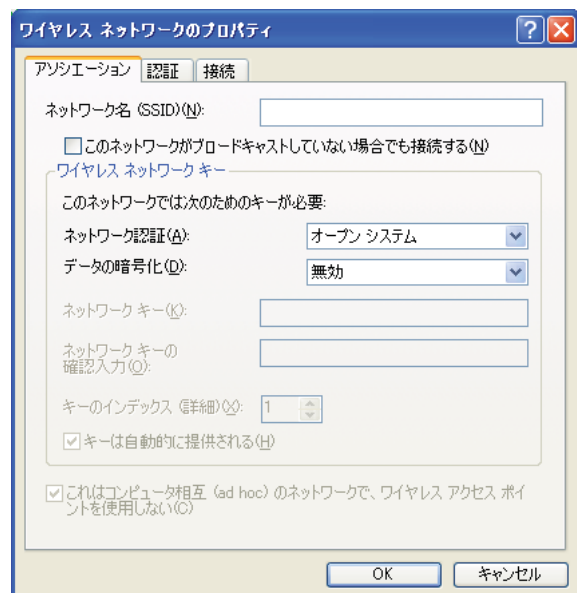 ワイヤレス ネットワークのプロパティ
アソシエーション 認証 接続
ネットワーク名 (SSID)(N):
このネットワークがブロードキャストしていない場合でも接続する(N)
ワイヤレス ネットワーク キー
このネットワークでは次のためのキーが必要:
ネットワーク認証(A): オープン システム
データの暗号化(D): 無効
ネットワーク キー(K):
ネットワーク キーの
確認入力(O):
キーのインデックス (詳細)(X): 1
キーは自動的に提供される(H)
これはコンピュータ相互 (ad hoc) のネットワークで、ワイヤレス アクセス ポイ
ントを使用しない(C)
OK キャンセル